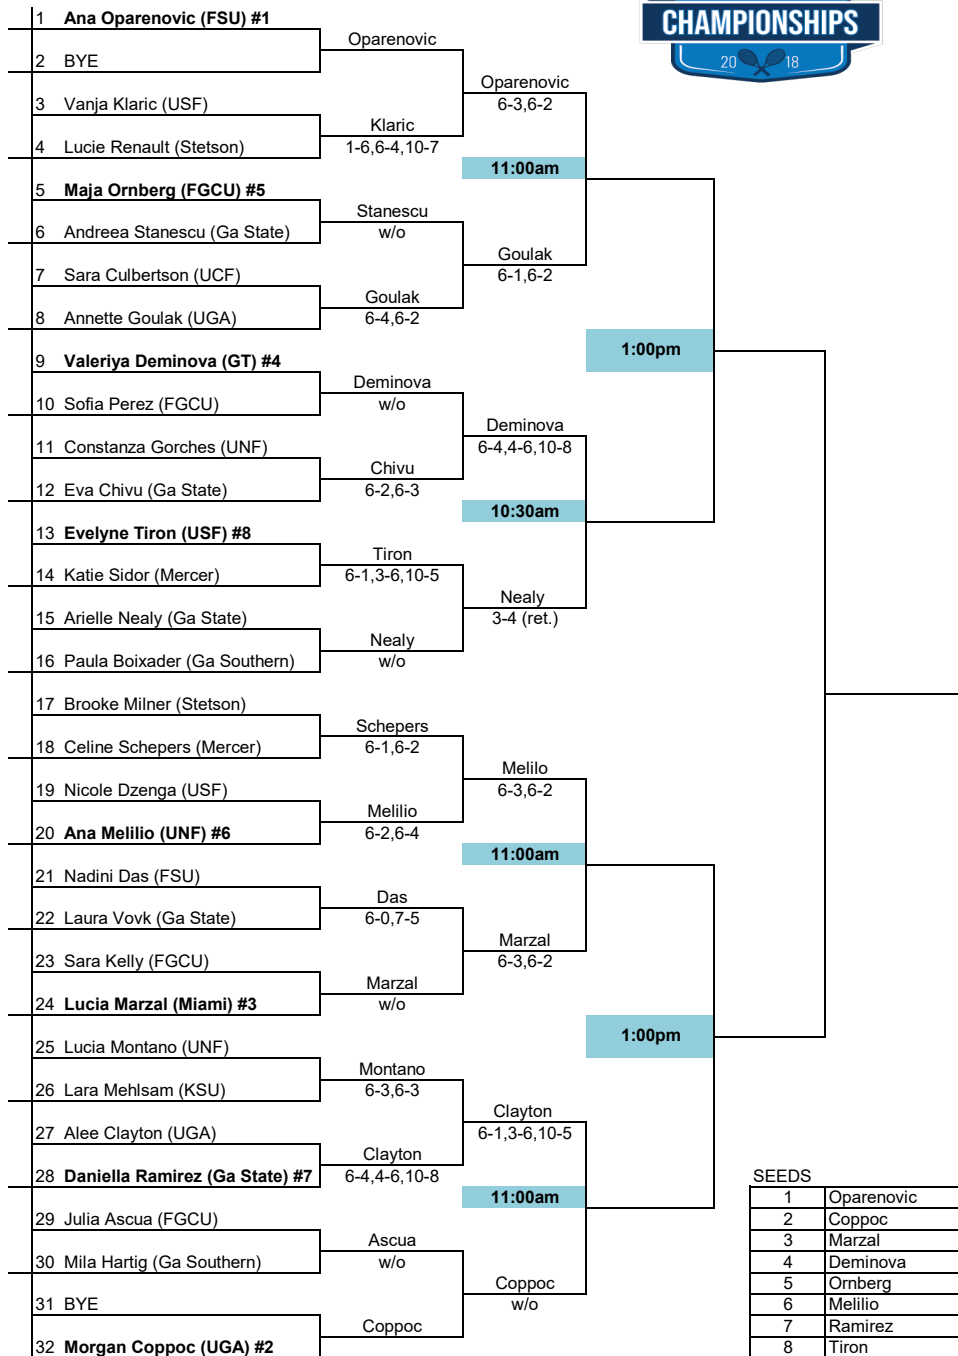 CHAMPIONSHIPS
20 18
1 Ana Oparenovic (FSU) #1
Oparenovic
2 BYE
Oparenovic
6-3,6-2
3 Vanja Klaric (USF)
Klaric
1-6,6-4,10-7
4 Lucie Renault (Stetson)
11:00am
5 Maja Ornberg (FGCU) #5
Stanescu
w/o
6 Andreea Stanescu (Ga State)
Goulak
6-1,6-2
7 Sara Culbertson (UCF)
Goulak
6-4,6-2
8 Annette Goulak (UGA)
1:00pm
9 Valeriya Deminova (GT) #4
Deminova
w/o
10 Sofia Perez (FGCU)
Deminova
6-4,4-6,10-8
11 Constanza Gorches (UNF)
Chivu
6-2,6-3
12 Eva Chivu (Ga State)
10:30am
13 Evelyne Tiron (USF) #8
Tiron
6-1,3-6,10-5
14 Katie Sidor (Mercer)
Nealy
3-4 (ret.)
15 Arielle Nealy (Ga State)
Nealy
w/o
16 Paula Boixader (Ga Southern)
17 Brooke Milner (Stetson)
Schepers
6-1,6-2
18 Celine Schepers (Mercer)
Melilo
6-3,6-2
19 Nicole Dzenga (USF)
Melilio
6-2,6-4
20 Ana Melilio (UNF) #6
11:00am
21 Nadini Das (FSU)
Das
6-0,7-5
22 Laura Vovk (Ga State)
Marzal
6-3,6-2
23 Sara Kelly (FGCU)
Marzal
w/o
24 Lucia Marzal (Miami) #3
1:00pm
25 Lucia Montano (UNF)
Montano
6-3,6-3
26 Lara Mehlsam (KSU)
Clayton
6-1,3-6,10-5
27 Alee Clayton (UGA)
Clayton
6-4,4-6,10-8
28 Daniella Ramirez (Ga State) #7
11:00am
29 Julia Ascua (FGCU)
Ascua
w/o
30 Mila Hartig (Ga Southern)
Coppoc
w/o
31 BYE
Coppoc
32 Morgan Coppoc (UGA) #2
SEEDS
1 Oparenovic
2 Coppoc
3 Marzal
4 Deminova
5 Ornberg
6 Melilio
7 Ramirez
8 Tiron